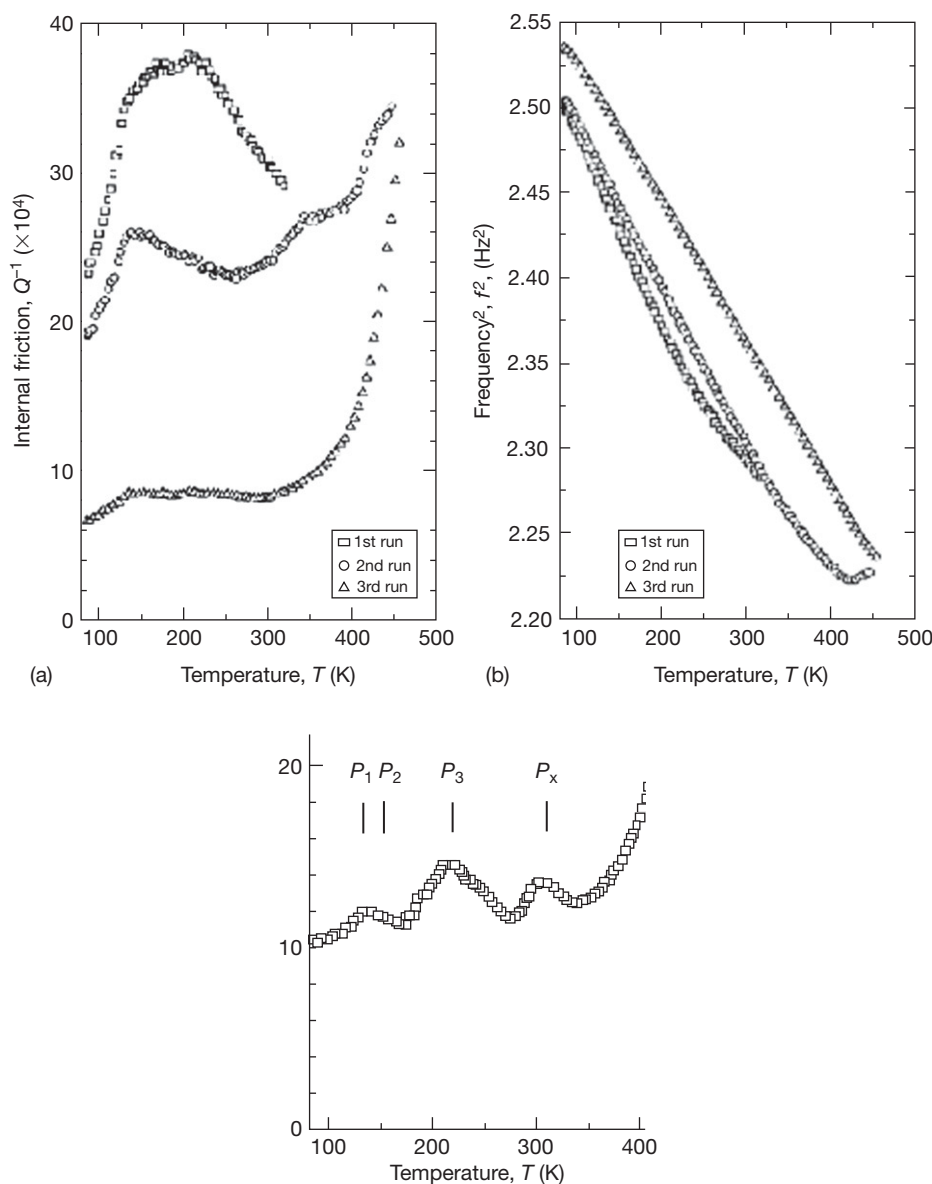 40
30
20
10
0
Internal friction, Q⁻¹ (×10⁴)
1st run
2nd run
3rd run
100 200 300 400 500
(a) Temperature, T (K)
2.55
2.50
2.45
2.40
2.35
2.30
2.25
2.20
Frequency², f², (Hz²)
1st run
2nd run
3rd run
100 200 300 400 500
(b) Temperature, T (K)
20
10
0
P₁ P₂ P₃ Pₓ
100 200 300 400
Temperature, T (K)